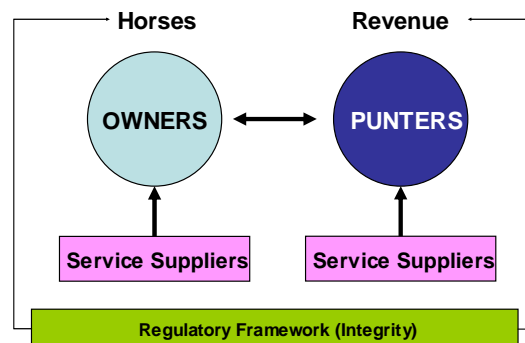 Horses
Revenue
OWNERS
PUNTERS
Service Suppliers
Service Suppliers
Regulatory Framework (Integrity)